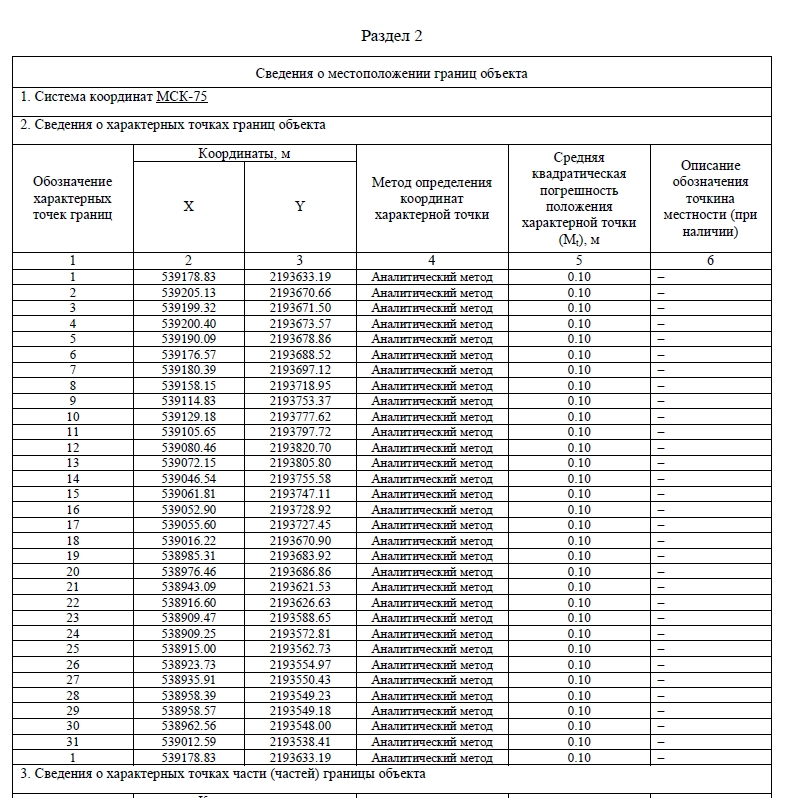 Раздел 2
Сведения о местоположении границ объекта
1. Система координат МСК-75
2. Сведения о характерных точках границ объекта
Обозначение
характерных
точек границ
Координаты, м
X
Y
Метод определения
координат
характерной точки
Средняя
квадратическая
погрешность
положения
характерной точки
(Mt), м
Описание
обозначения
точкина
местности (при
наличии)
1 2 3 4 5 6
1 539178.83 2193633.19 Аналитический метод 0.10 –
2 539205.13 2193670.66 Аналитический метод 0.10 –
3 539199.32 2193671.50 Аналитический метод 0.10 –
4 539200.40 2193673.57 Аналитический метод 0.10 –
5 539190.09 2193678.86 Аналитический метод 0.10 –
6 539176.57 2193688.52 Аналитический метод 0.10 –
7 539180.39 2193697.12 Аналитический метод 0.10 –
8 539158.15 2193718.95 Аналитический метод 0.10 –
9 539114.83 2193753.37 Аналитический метод 0.10 –
10 539129.18 2193777.62 Аналитический метод 0.10 –
11 539105.65 2193797.72 Аналитический метод 0.10 –
12 539080.46 2193820.70 Аналитический метод 0.10 –
13 539072.15 2193805.80 Аналитический метод 0.10 –
14 539046.54 2193755.58 Аналитический метод 0.10 –
15 539061.81 2193747.11 Аналитический метод 0.10 –
16 539052.90 2193728.92 Аналитический метод 0.10 –
17 539055.60 2193727.45 Аналитический метод 0.10 –
18 539016.22 2193670.90 Аналитический метод 0.10 –
19 538985.31 2193683.92 Аналитический метод 0.10 –
20 538976.46 2193686.86 Аналитический метод 0.10 –
21 538943.09 2193621.53 Аналитический метод 0.10 –
22 538916.60 2193626.63 Аналитический метод 0.10 –
23 538909.47 2193588.65 Аналитический метод 0.10 –
24 538909.25 2193572.81 Аналитический метод 0.10 –
25 538915.00 2193562.73 Аналитический метод 0.10 –
26 538923.73 2193554.97 Аналитический метод 0.10 –
27 538935.91 2193550.43 Аналитический метод 0.10 –
28 538958.39 2193549.23 Аналитический метод 0.10 –
29 538958.57 2193549.18 Аналитический метод 0.10 –
30 538962.56 2193548.00 Аналитический метод 0.10 –
31 539012.59 2193538.41 Аналитический метод 0.10 –
1 539178.83 2193633.19 Аналитический метод 0.10 –
3. Сведения о характерных точках части (частей) границы объекта